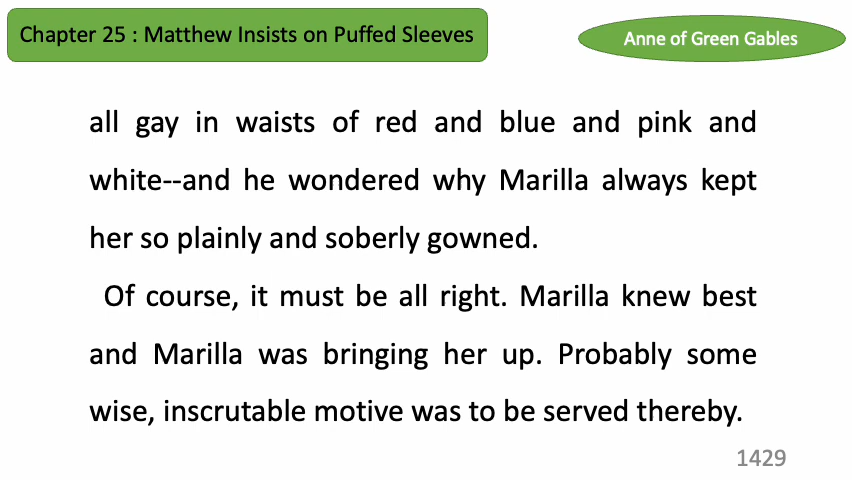 Chapter 25 : Matthew Insists on Puffed Sleeves
Anne of Green Gables
all gay in waists of red and blue and pink and
white--and he wondered why Marilla always kept
her so plainly and soberly gowned.
Of course, it must be all right. Marilla knew best
and Marilla was bringing her up. Probably some
wise, inscrutable motive was to be served thereby.
1429